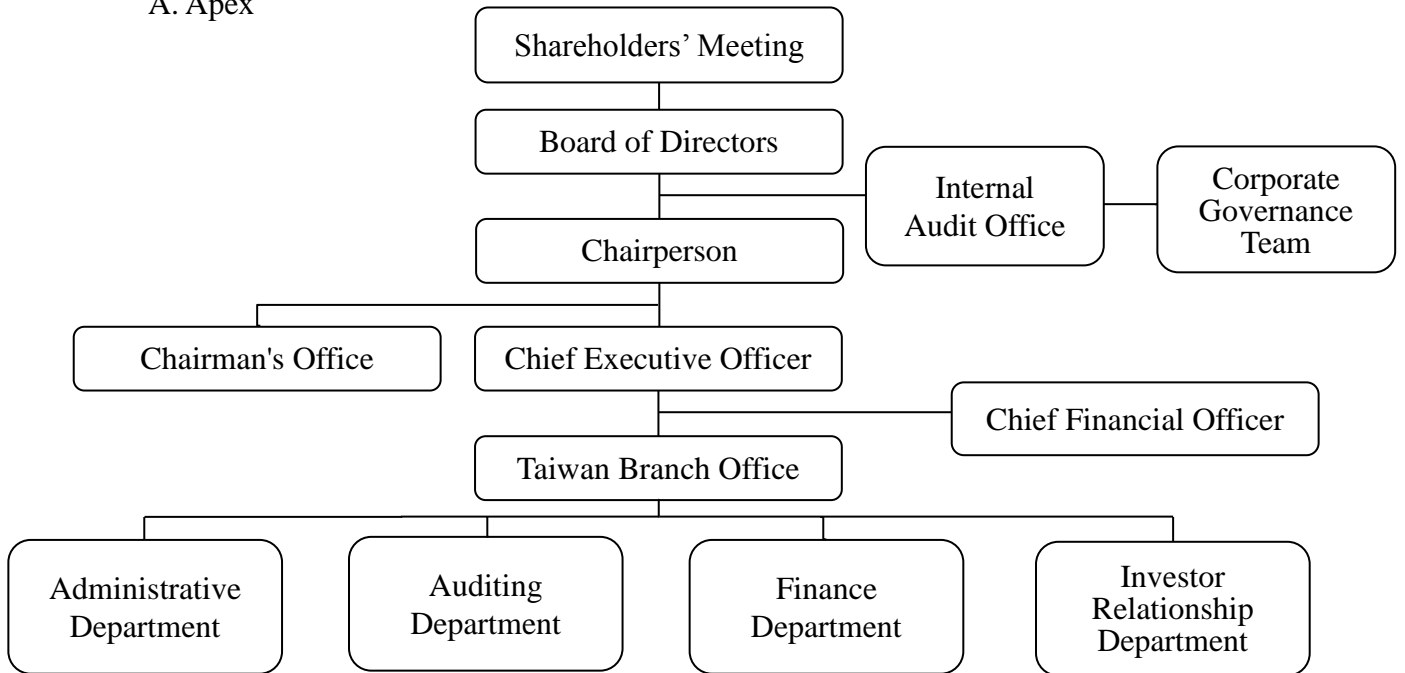 A. Apex
Shareholders’ Meeting
Board of Directors
Internal
Audit Office
Corporate
Governance
Team
Chairperson
Chairman's Office
Chief Executive Officer
Chief Financial Officer
Taiwan Branch Office
Administrative
Department
Auditing
Department
Finance
Department
Investor
Relationship
Department